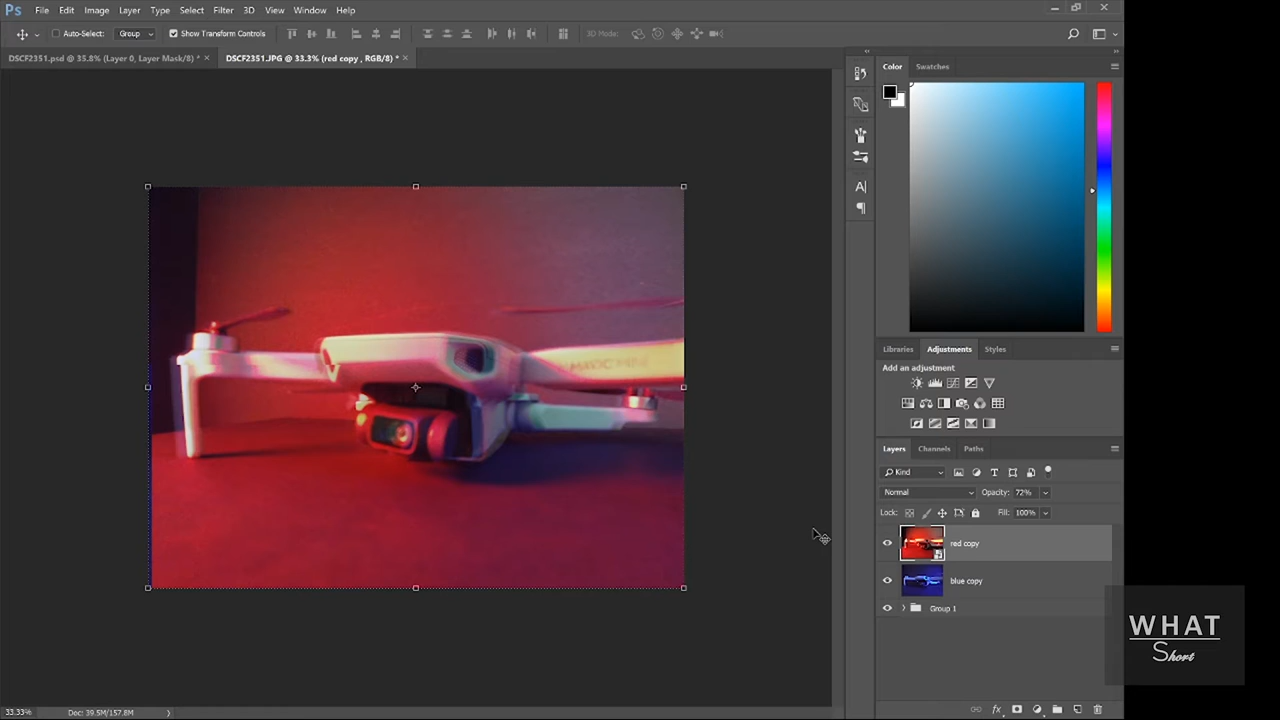 Ps File Edit Image Layer Type Select Filter 3D View Window Help
Auto-Select: Group Show Transform Controls 3D Mode:
DSCF2351.psd @ 35.8% (Layer 0, Layer Mask/8) * × DSCF2351.JPG @ 33.3% (red copy , RGB/8) * ×
Color Swatches
MAVIC MINI
Libraries Adjustments Styles
Add an adjustment
Layers Channels Paths
Kind
Normal Opacity: 72%
Lock: Fill: 100%
red copy
blue copy
Group 1
WHAT
Short
33.33% Doc: 39.5M/157.8M